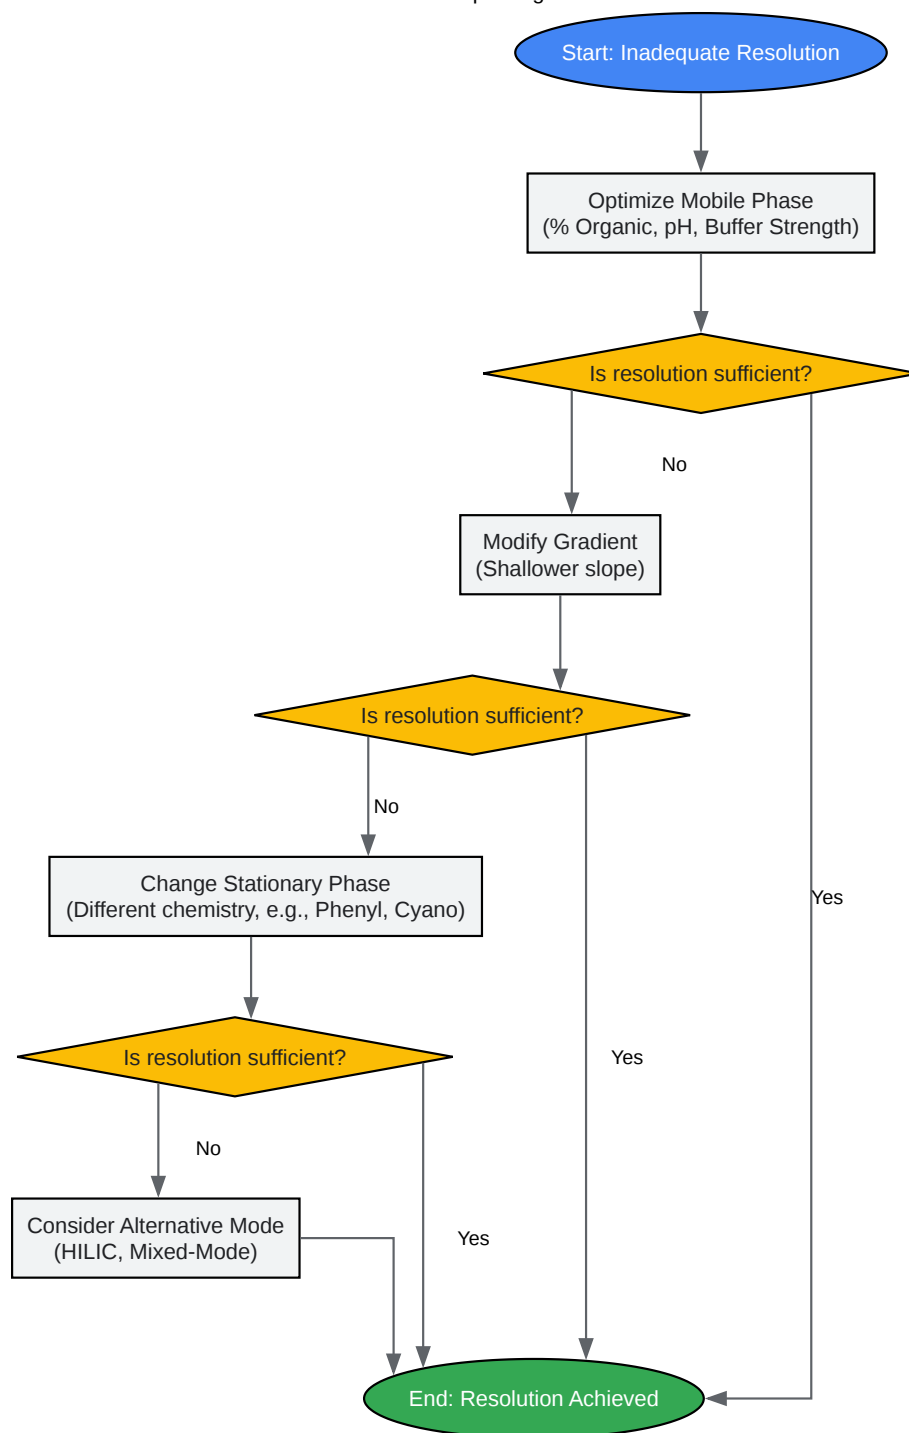 Start: Inadequate Resolution
Optimize Mobile Phase
(% Organic, pH, Buffer Strength)
Is resolution sufficient?
No
Modify Gradient
(Shallower slope)
Is resolution sufficient?
No
Yes
Change Stationary Phase
(Different chemistry, e.g., Phenyl, Cyano)
Is resolution sufficient?
Yes
No
Consider Alternative Mode
(HILIC, Mixed-Mode)
Yes
End: Resolution Achieved